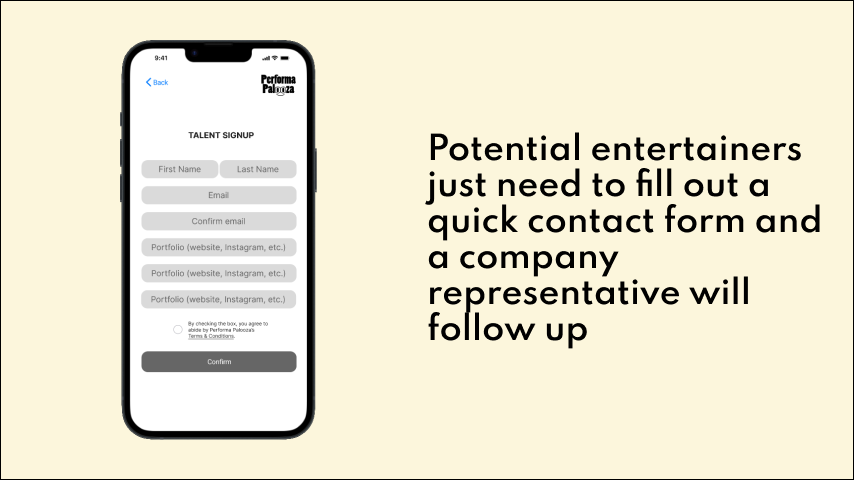 9:41
Back
Performa
Palooza
TALENT SIGNUP
First Name Last Name
Email
Confirm email
Portfolio (website, Instagram, etc.)
Portfolio (website, Instagram, etc.)
Portfolio (website, Instagram, etc.)
By checking the box, you agree to
abide by Performa Palooza's
Terms & Conditions.
Confirm
Potential entertainers
just need to fill out a
quick contact form and
a company
representative will
follow up